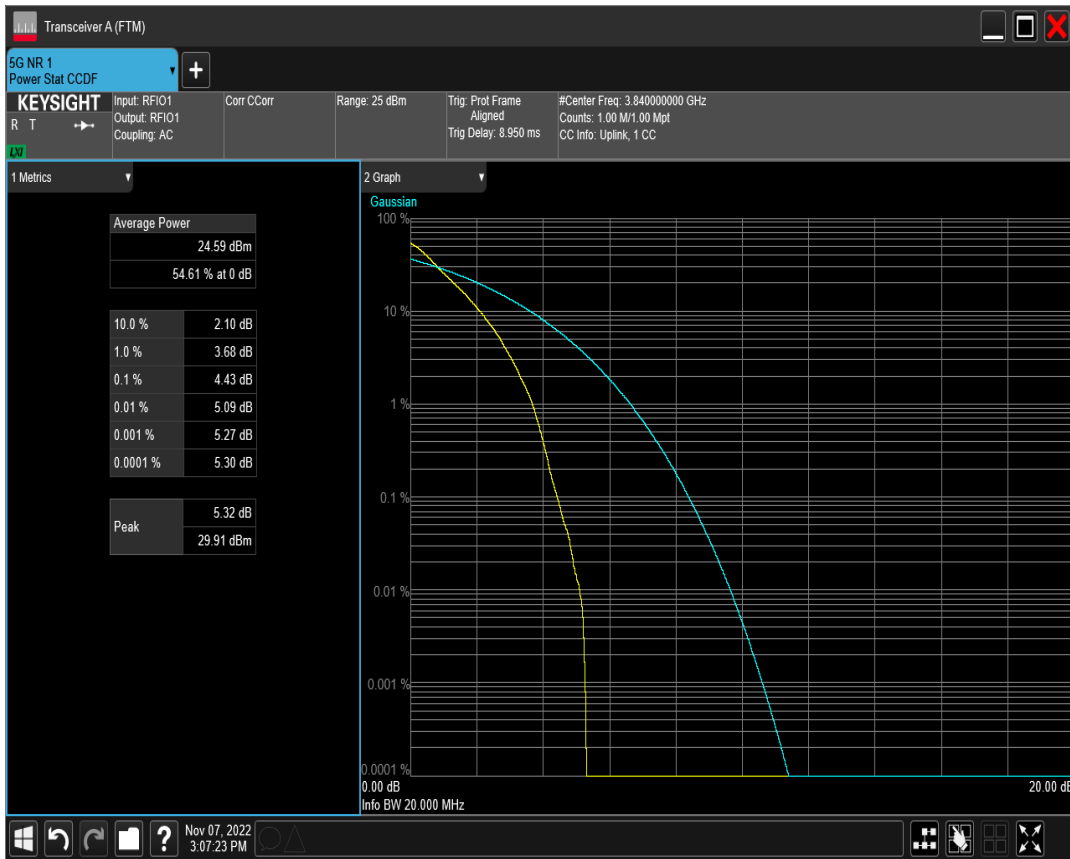 Transceiver A (FTM)
5G NR 1
Power Stat CCDF
+
KEYSIGHT
R T
LXI
Input: RFIO1
Output: RFIO1
Coupling: AC
Corr CCorr
Range: 25 dBm
Trig: Prot Frame
Aligned
Trig Delay: 8.950 ms
#Center Freq: 3.840000000 GHz
Counts: 1.00 M/1.00 Mpt
CC Info: Uplink, 1 CC
1 Metrics
Average Power
24.59 dBm
54.61 % at 0 dB
10.0 % 2.10 dB
1.0 % 3.68 dB
0.1 % 4.43 dB
0.01 % 5.09 dB
0.001 % 5.27 dB
0.0001 % 5.30 dB
Peak
5.32 dB
29.91 dBm
2 Graph
Gaussian
100 %
10 %
1 %
0.1 %
0.01 %
0.001 %
0.0001 %
0.00 dB 20.00 dB
Info BW 20.000 MHz
?
Nov 07, 2022
3:07:23 PM